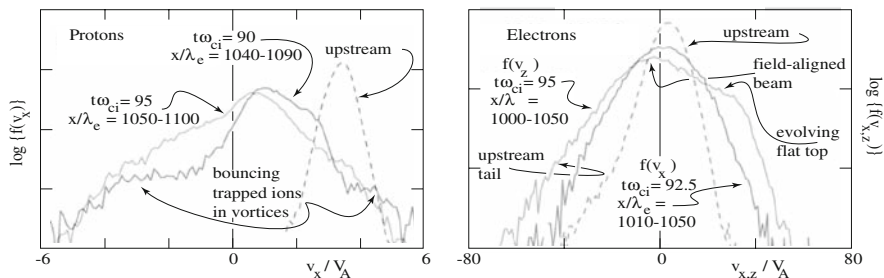 Protons
tω_ci = 90
x/λ_e = 1040-1090
upstream
tω_ci = 95
x/λ_e = 1050-1100
bouncing
trapped ions
in vortices
log {f(v_x)}
-6
0
6
v_x / V_A
Electrons
upstream
f(v_z)
tω_ci = 95
x/λ =
1000-1050
field-aligned
beam
evolving
flat top
upstream
tail
f(v_x)
tω_ci = 92.5
x/λ_e =
1010-1050
log {f(v_x,z)}
-80
0
80
v_x,z / V_A